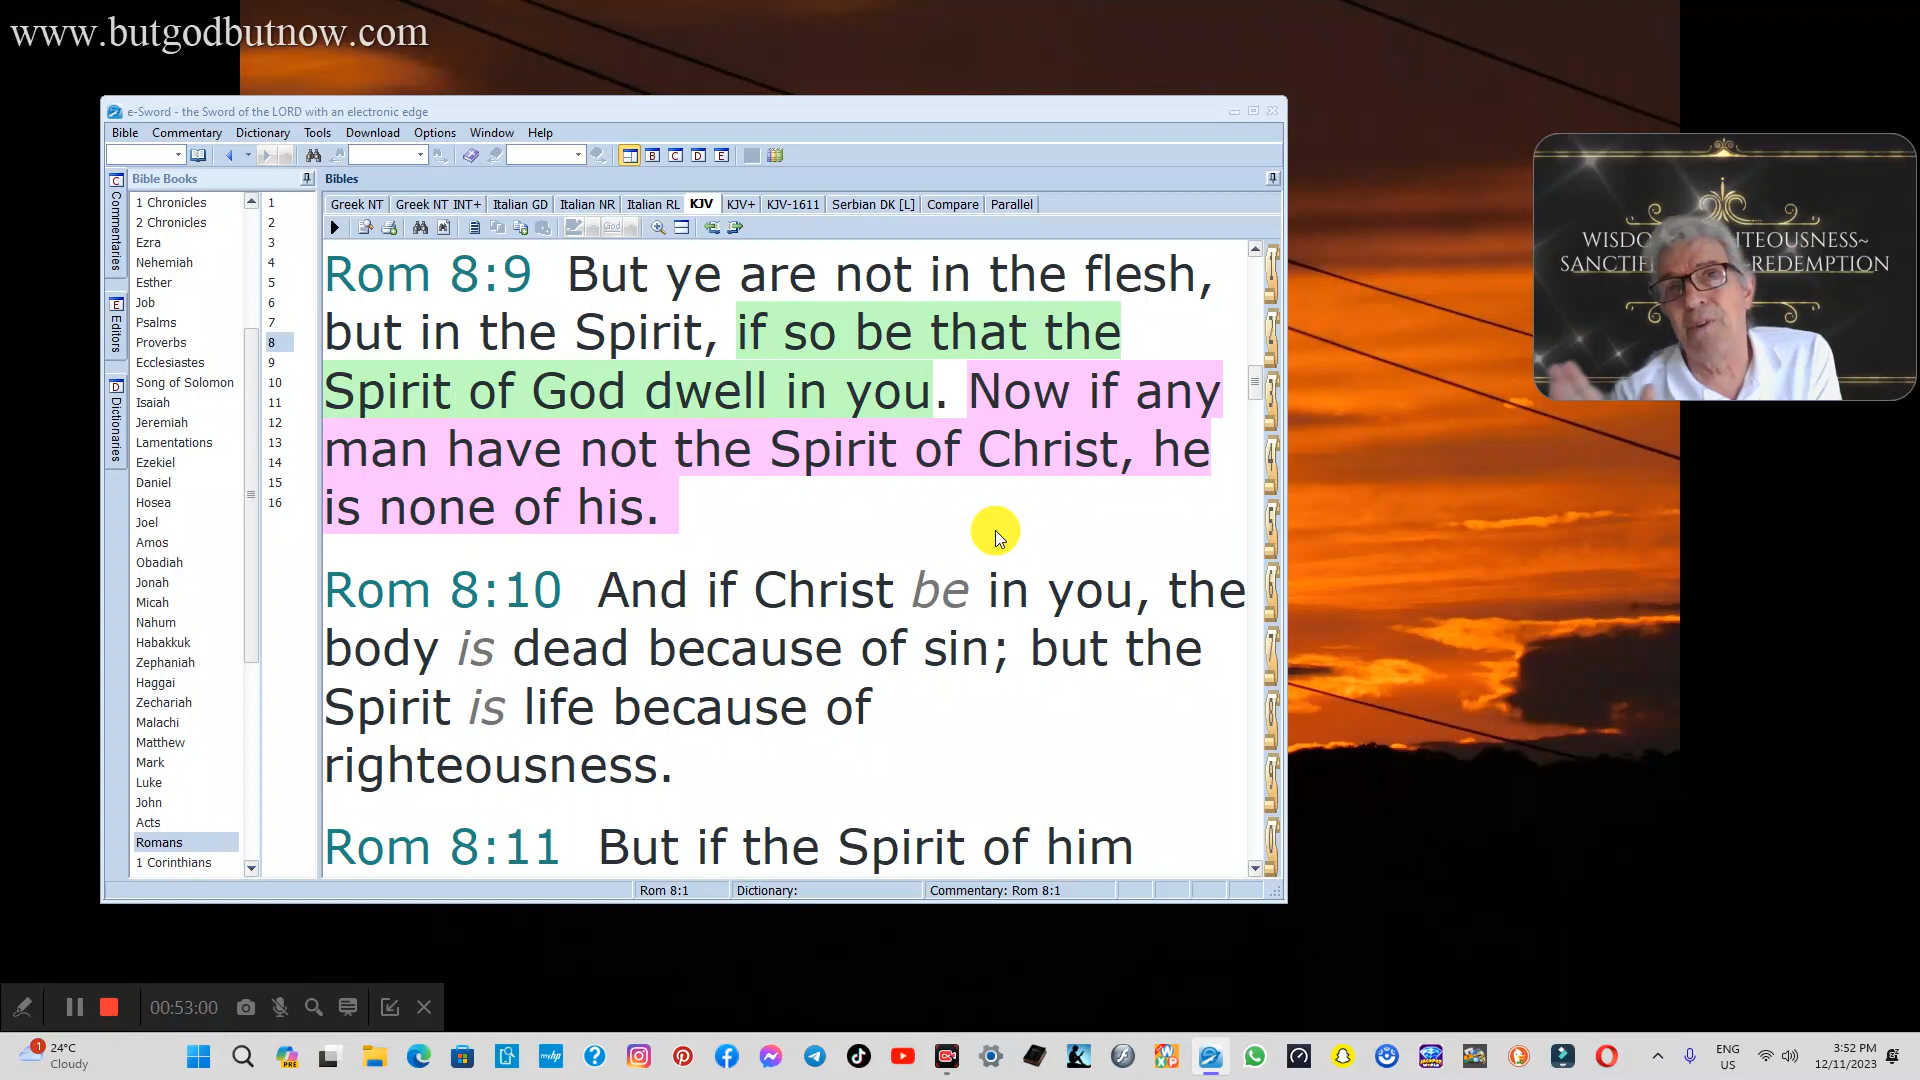 www.butgodbutnow.com
e-Sword - the Sword of the LORD with an electronic edge
Bible Commentary Dictionary Tools Download Options Window Help
B C D E
Bible Books
Bibles
C Commentaries
E Editors
D Dictionaries
1 Chronicles
2 Chronicles
Ezra
Nehemiah
Esther
Job
Psalms
Proverbs
Ecclesiastes
Song of Solomon
Isaiah
Jeremiah
Lamentations
Ezekiel
Daniel
Hosea
Joel
Amos
Obadiah
Jonah
Micah
Nahum
Habakkuk
Zephaniah
Haggai
Zechariah
Malachi
Matthew
Mark
Luke
John
Acts
Romans
1 Corinthians
1
2
3
4
5
6
7
8
9
10
11
12
13
14
15
16
Greek NT Greek NT INT+ Italian GD Italian NR Italian RL KJV KJV+ KJV-1611 Serbian DK [L] Compare Parallel
Rom 8:9 But ye are not in the flesh,
but in the Spirit, if so be that the
Spirit of God dwell in you. Now if any
man have not the Spirit of Christ, he
is none of his.
Rom 8:10 And if Christ be in you, the
body is dead because of sin; but the
Spirit is life because of
righteousness.
Rom 8:11 But if the Spirit of him
Rom 8:1 Dictionary: Commentary: Rom 8:1
REDEMPTION
00:53:00
1
24°C
Cloudy
PRE
myhp
ENG
US
3:52 PM
12/11/2023